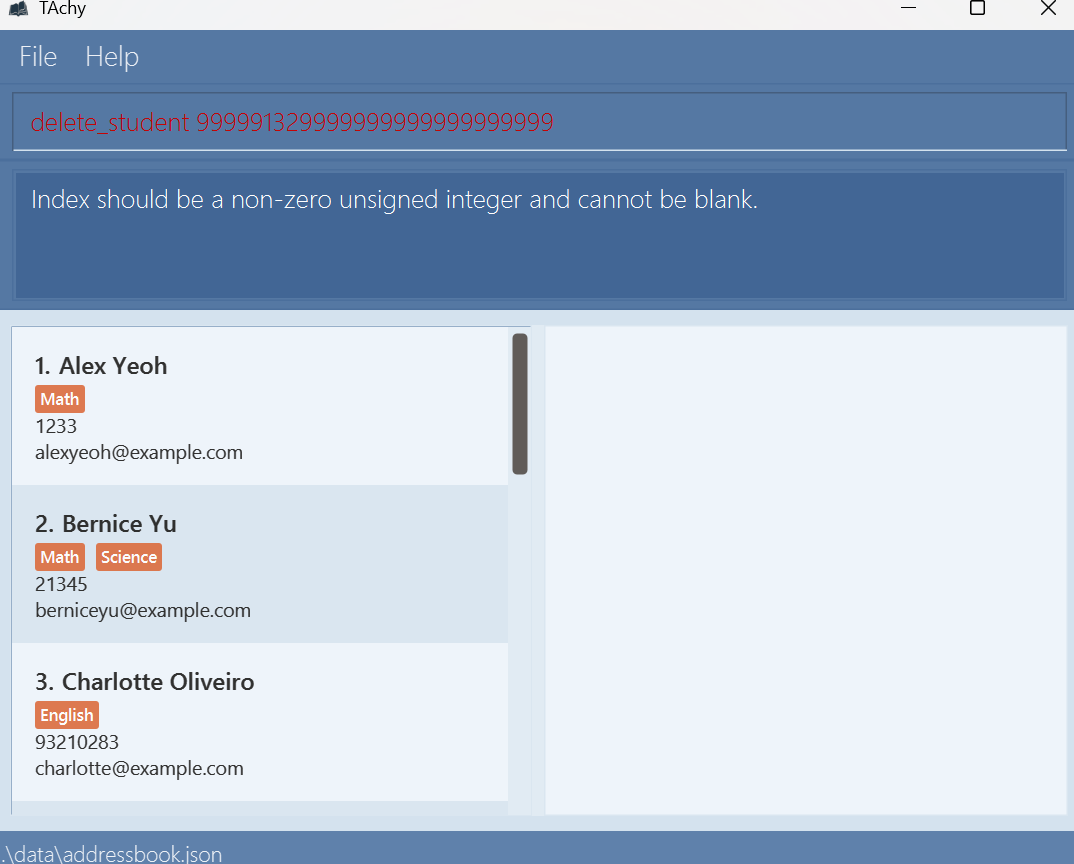 TAchy
File Help
delete_student 999991329999999999999999999
Index should be a non-zero unsigned integer and cannot be blank.
1. Alex Yeoh
Math
1233
alexyeoh@example.com
2. Bernice Yu
Math Science
21345
berniceyu@example.com
3. Charlotte Oliveiro
English
93210283
charlotte@example.com
.\data\addressbook.json